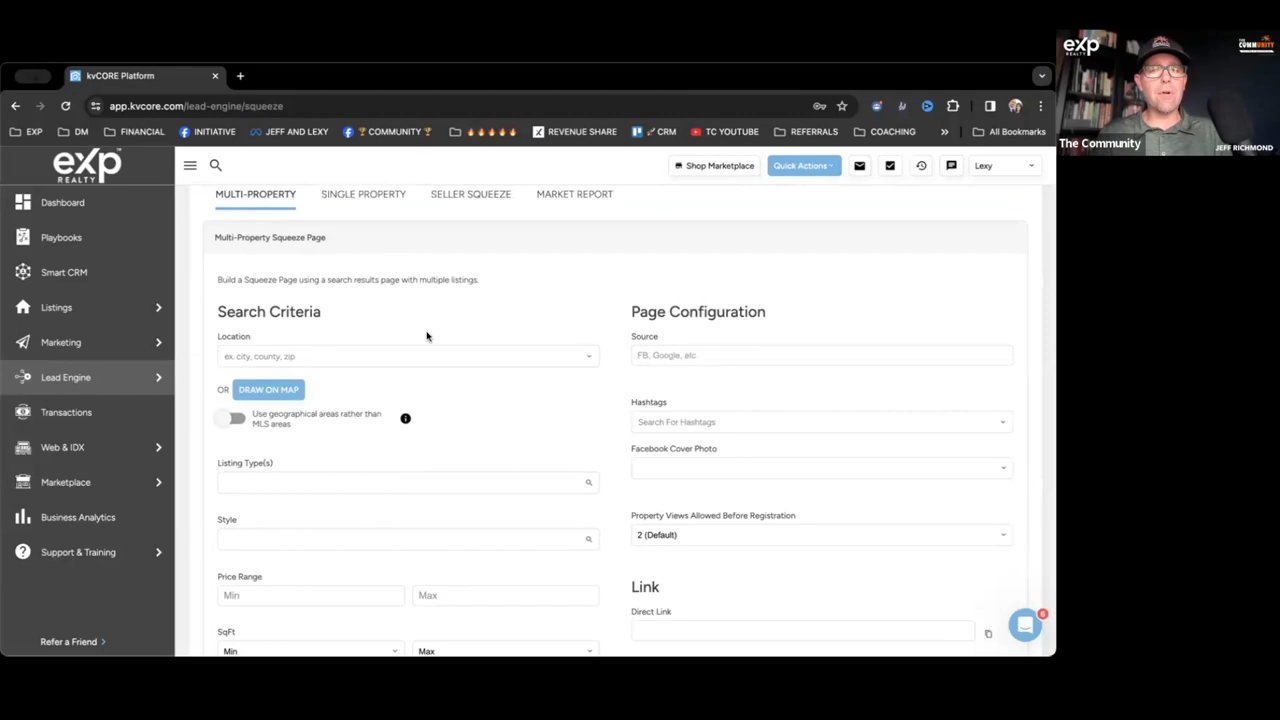 kvCORE Platform
app.kvcore.com/lead-engine/squeeze
EXP
DM
FINANCIAL
INITIATIVE
JEFF AND LEXY
COMMUNITY
REVENUE SHARE
CRM
TC YOUTUBE
REFERRALS
COACHING
All Bookmarks
exp
REALTY
Shop Marketplace
Quick Actions
Lexy
Dashboard
Playbooks
Smart CRM
Listings
Marketing
Lead Engine
Transactions
Web & IDX
Marketplace
Business Analytics
Support & Training
Refer a Friend
MULTI-PROPERTY
SINGLE PROPERTY
SELLER SQUEEZE
MARKET REPORT
Multi-Property Squeeze Page
Build a Squeeze Page using a search results page with multiple listings.
Search Criteria
Location
ex. city, county, zip
OR
DRAW ON MAP
Use geographical areas rather than
MLS areas
Listing Type(s)
Style
Price Range
Min
Max
SqFt
Min
Max
Page Configuration
Source
FB, Google, etc
Hashtags
Search For Hashtags
Facebook Cover Photo
Property Views Allowed Before Registration
2 (Default)
Link
Direct Link
6
exp
REALTY
THE
COMMUNITY
The Community
JEFF RICHMOND